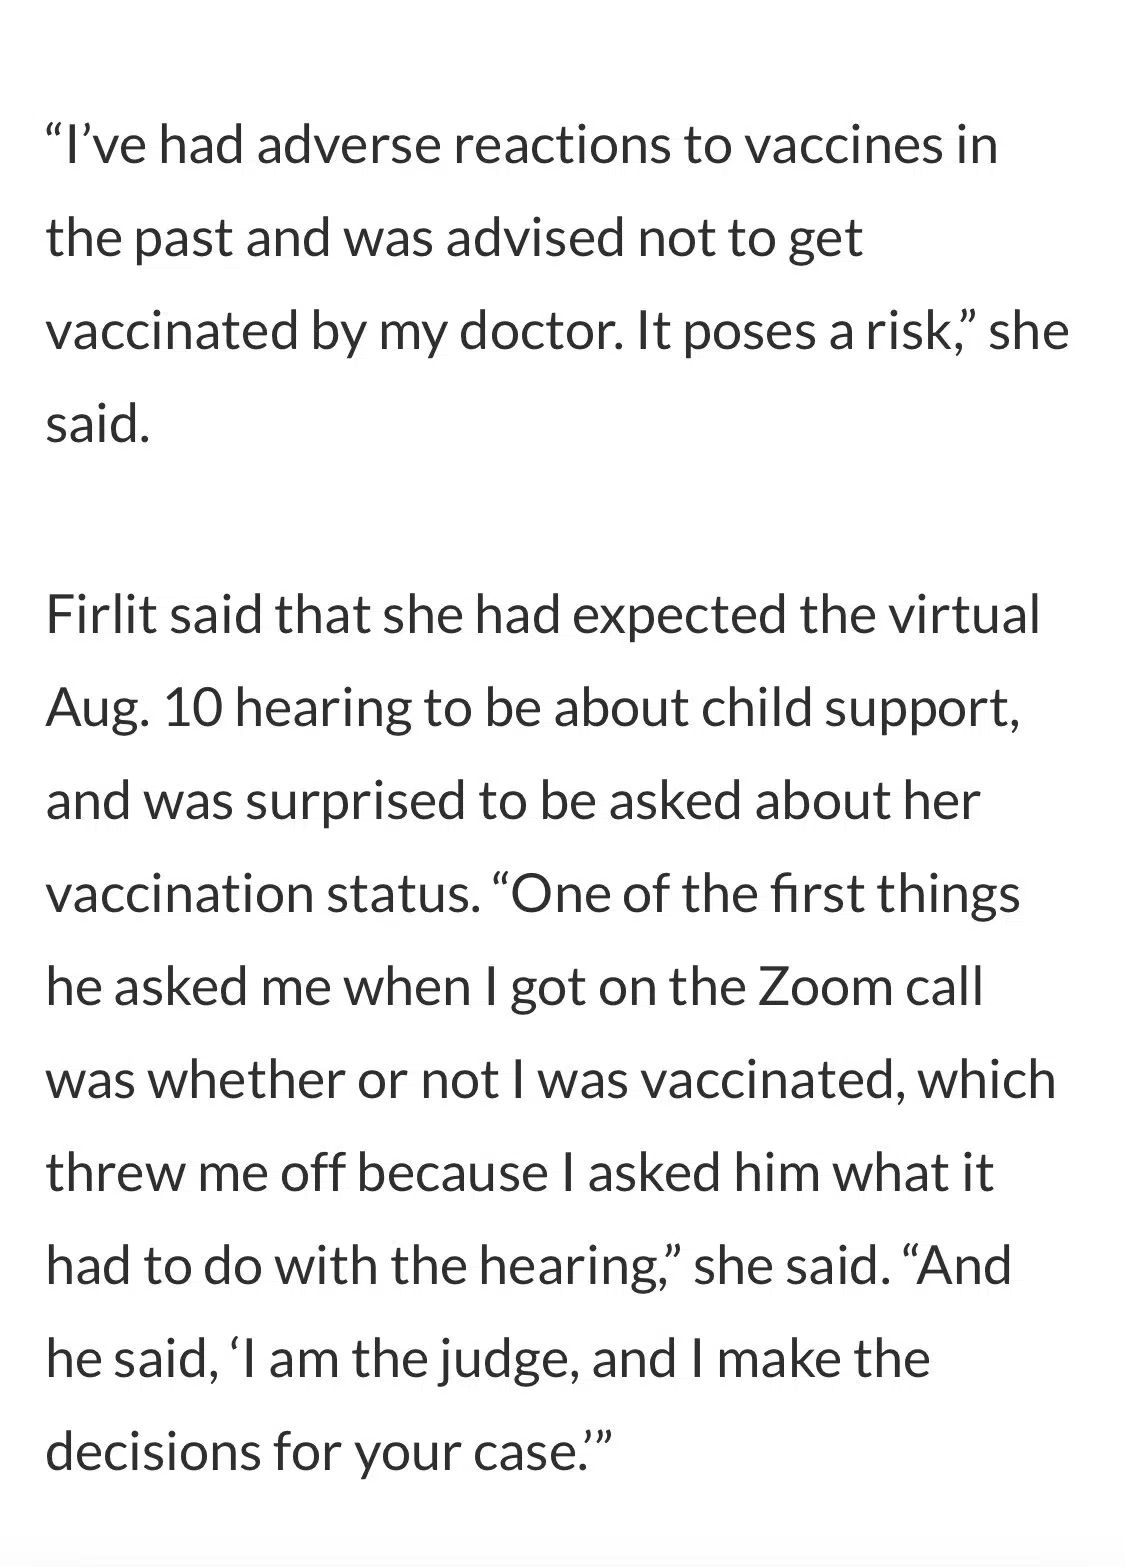 “I’ve had adverse reactions to vaccines in
the past and was advised not to get
vaccinated by my doctor. It poses a risk,” she
said.
Firlit said that she had expected the virtual
Aug. 10 hearing to be about child support,
and was surprised to be asked about her
vaccination status. “One of the first things
he asked me when I got on the Zoom call
was whether or not I was vaccinated, which
threw me off because I asked him what it
had to do with the hearing,” she said. “And
he said, ‘I am the judge, and I make the
decisions for your case.’”